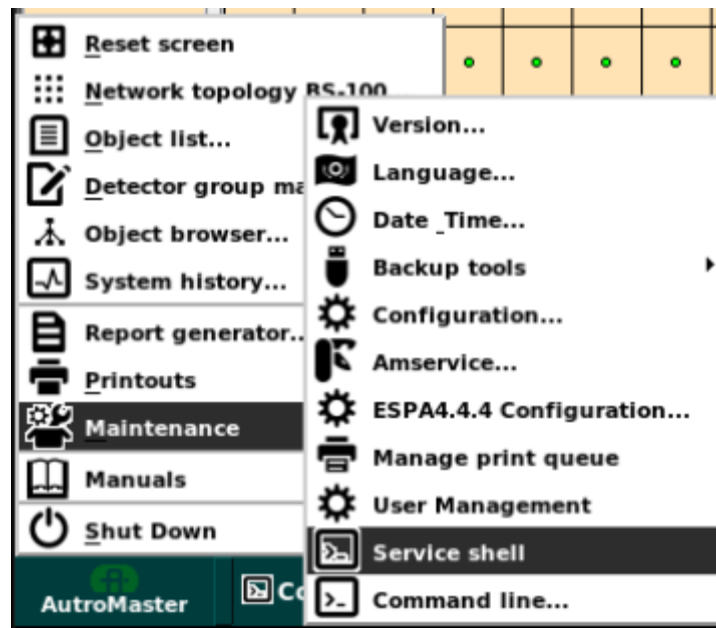 Reset screen
Network topology BS-100...
Object list...
Detector group ma
Object browser...
System history...
Report generator..
Printouts
Maintenance
Manuals
Shut Down
AutroMaster
Co
Version...
Language...
Date _Time...
Backup tools
Configuration...
Amservice...
ESPA4.4.4 Configuration...
Manage print queue
User Management
Service shell
Command line...